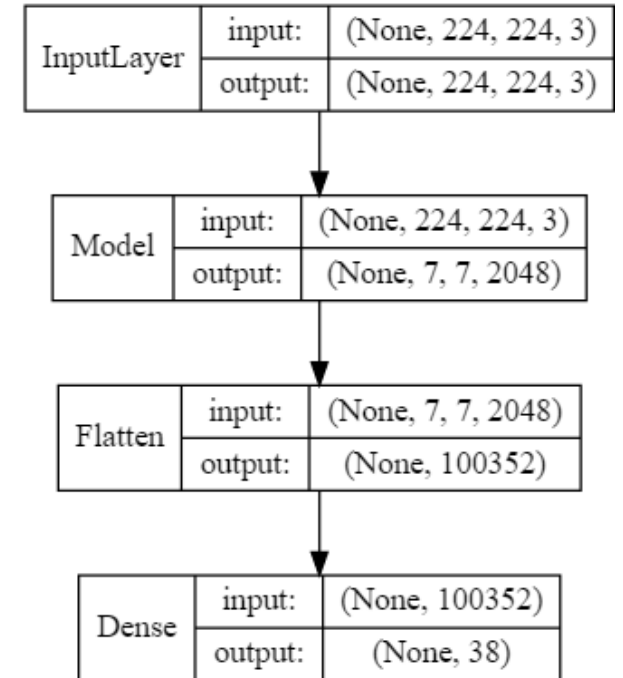 InputLayer
input: (None, 224, 224, 3)
output: (None, 224, 224, 3)
Model
input: (None, 224, 224, 3)
output: (None, 7, 7, 2048)
Flatten
input: (None, 7, 7, 2048)
output: (None, 100352)
Dense
input: (None, 100352)
output: (None, 38)